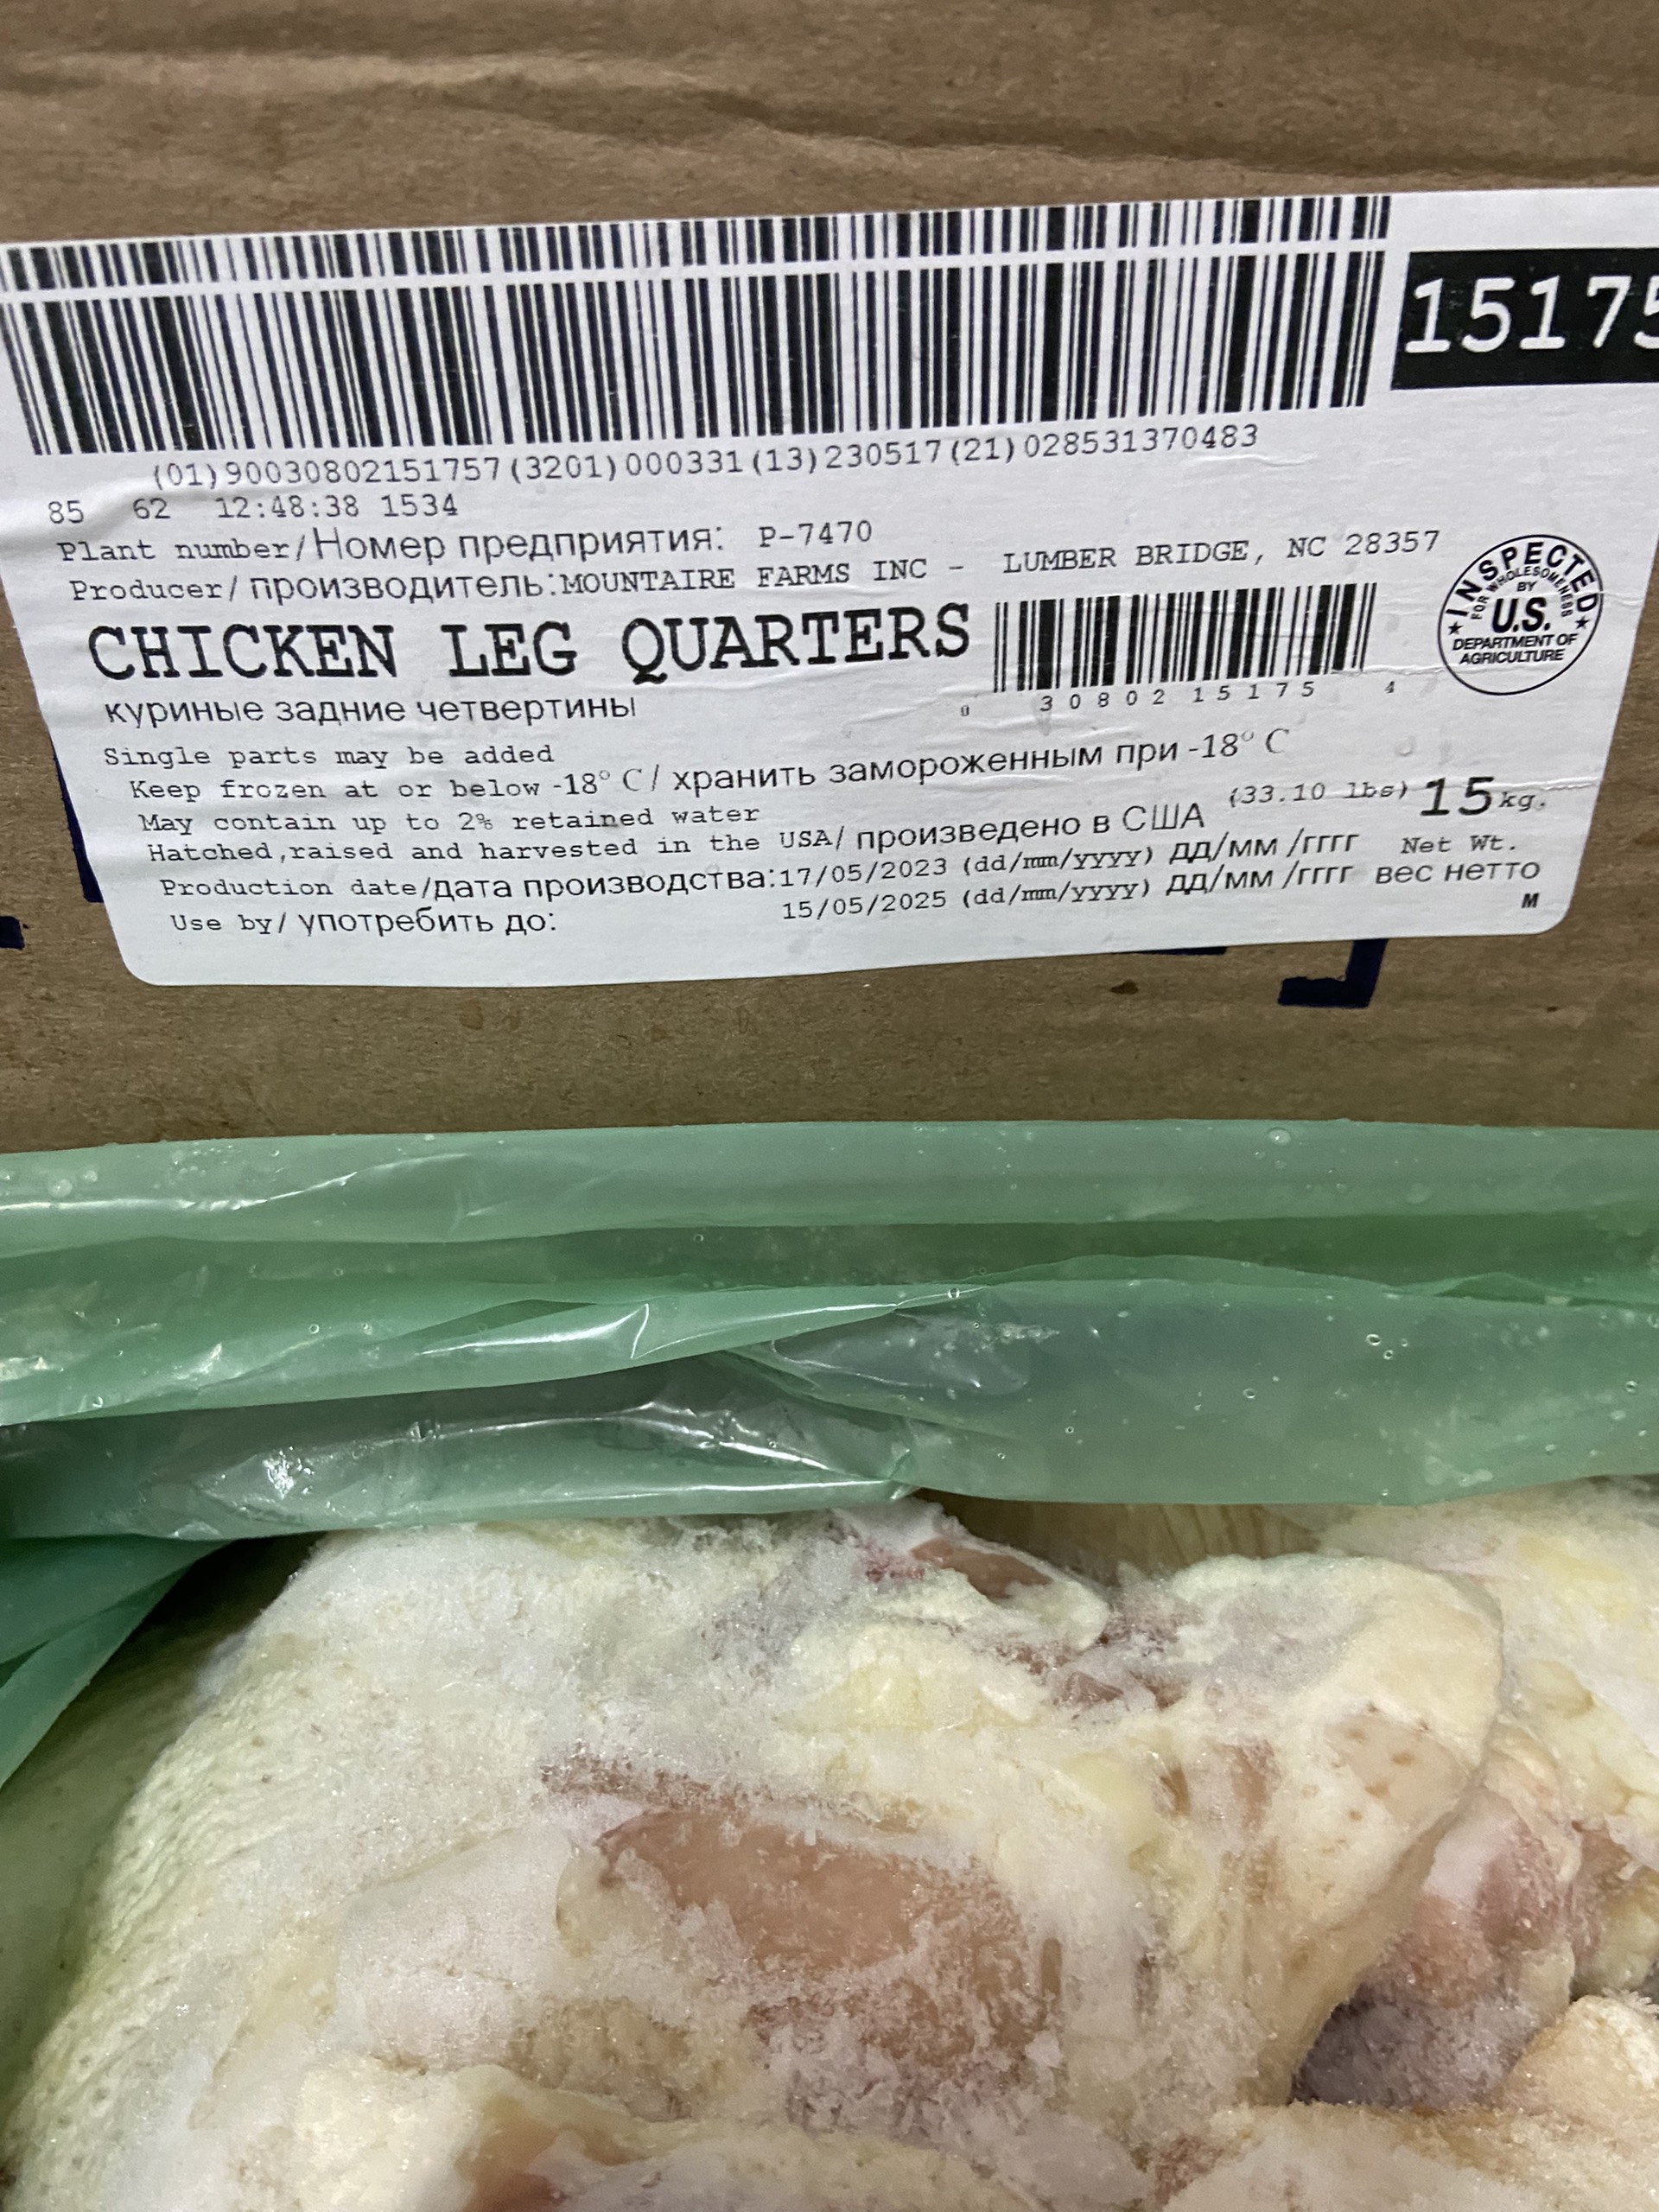 15175
(01)90030802151757(3201)000331(13)230517(21)028531370483
85 62 12:48:38 1534
Plant number/Номер предприятия: P-7470
Producer/ производитель:MOUNTAIRE FARMS INC - LUMBER BRIDGE, NC 28357
CHICKEN LEG QUARTERS
куриные задние четвертины
0 30802 15175 4
INSPECTED
FOR WHOLESOMENESS
BY
U.S.
DEPARTMENT OF
AGRICULTURE
Single parts may be added
Keep frozen at or below -18° C/ хранить замороженным при -18° C
May contain up to 2% retained water
Hatched,raised and harvested in the USA/ произведено в США
(33.10 lbs) 15kg.
Net Wt.
вес нетто
Production date/дата производства:17/05/2023 (dd/mm/yyyy) ДД/ММ /ГГГГ
Use by/ употребить до: 15/05/2025 (dd/mm/yyyy) ДД/ММ /ГГГГ
M